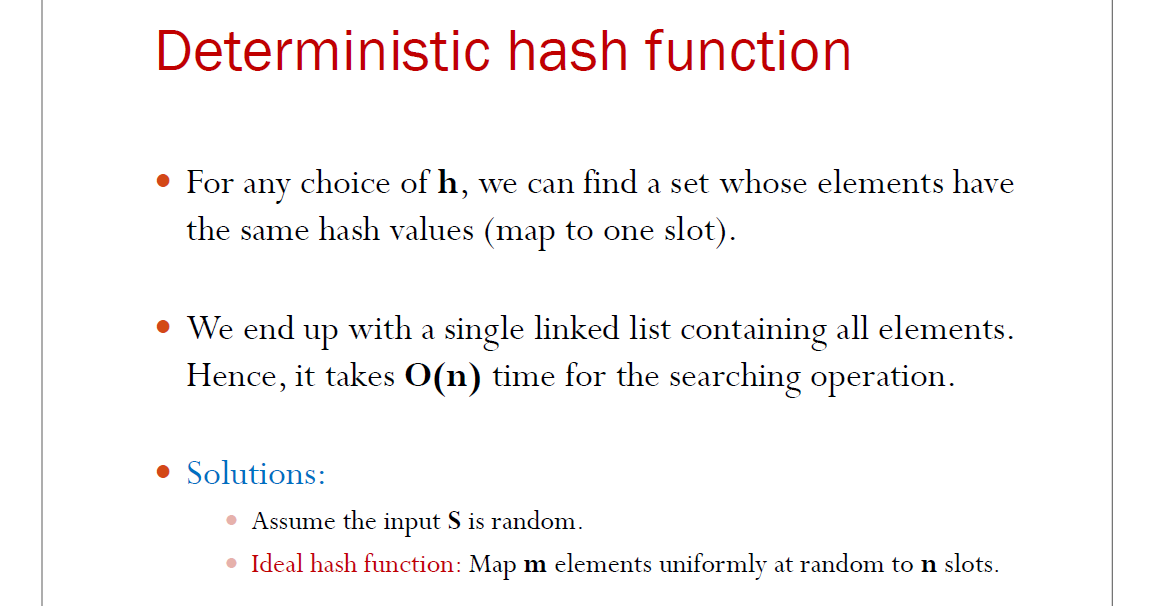 Deterministic hash function
• For any choice of h, we can find a set whose elements have
the same hash values (map to one slot).
• We end up with a single linked list containing all elements.
Hence, it takes O(n) time for the searching operation.
• Solutions:
• Assume the input S is random.
• Ideal hash function: Map m elements uniformly at random to n slots.